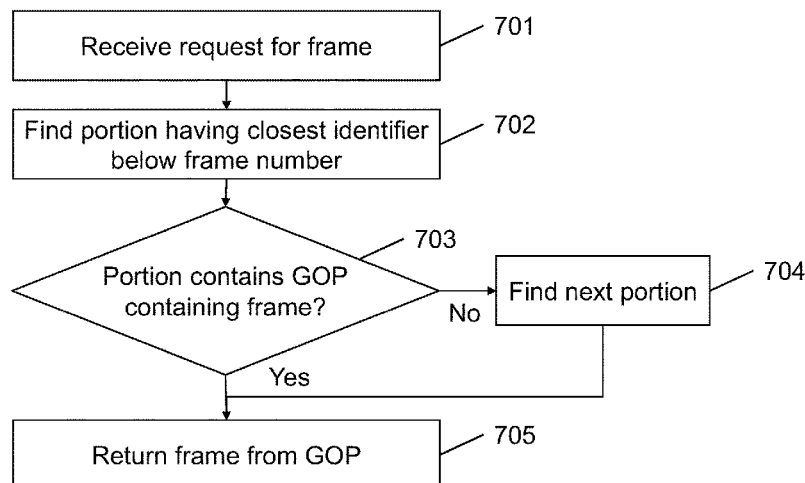 Receive request for frame
701
Find portion having closest identifier
below frame number
702
703
Portion contains GOP
containing frame?
No
Find next portion
704
Yes
Return frame from GOP
705